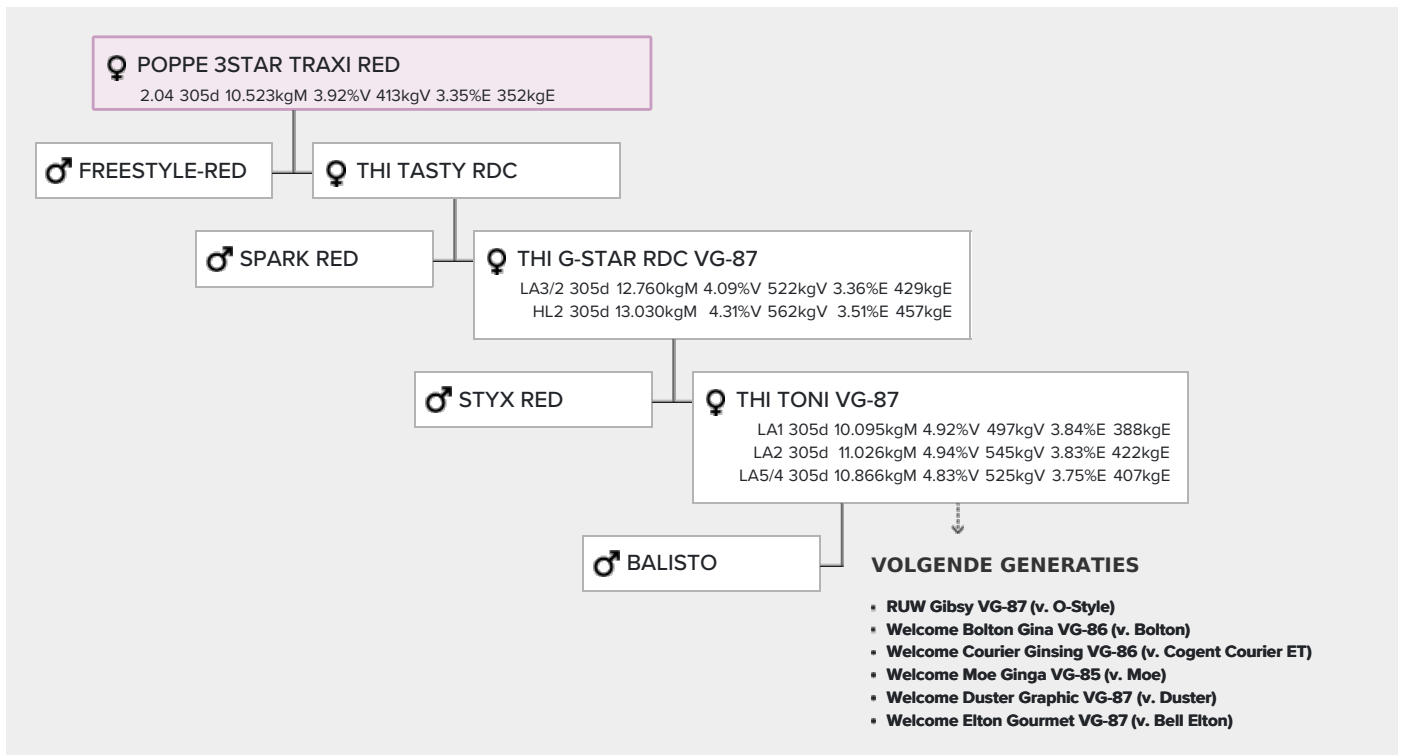 POPPE 3STAR TRAXI RED
2.04 305d 10.523kgM 3.92%V 413kgV 3.35%E 352kgE
FREESTYLE-RED
THI TASTY RDC
SPARK RED
THI G-STAR RDC VG-87
LA3/2 305d 12.760kgM 4.09%V 522kgV 3.36%E 429kgE
HL2 305d 13.030kgM 4.31%V 562kgV 3.51%E 457kgE
STYX RED
THI TONI VG-87
LA1 305d 10.095kgM 4.92%V 497kgV 3.84%E 388kgE
LA2 305d 11.026kgM 4.94%V 545kgV 3.83%E 422kgE
LA5/4 305d 10.866kgM 4.83%V 525kgV 3.75%E 407kgE
BALISTO
VOLGENDE GENERATIES
• RUW Gibsy VG-87 (v. O-Style)
• Welcome Bolton Gina VG-86 (v. Bolton)
• Welcome Courier Ginsing VG-86 (v. Cogent Courier ET)
• Welcome Moe Ginga VG-85 (v. Moe)
• Welcome Duster Graphic VG-87 (v. Duster)
• Welcome Elton Gourmet VG-87 (v. Bell Elton)